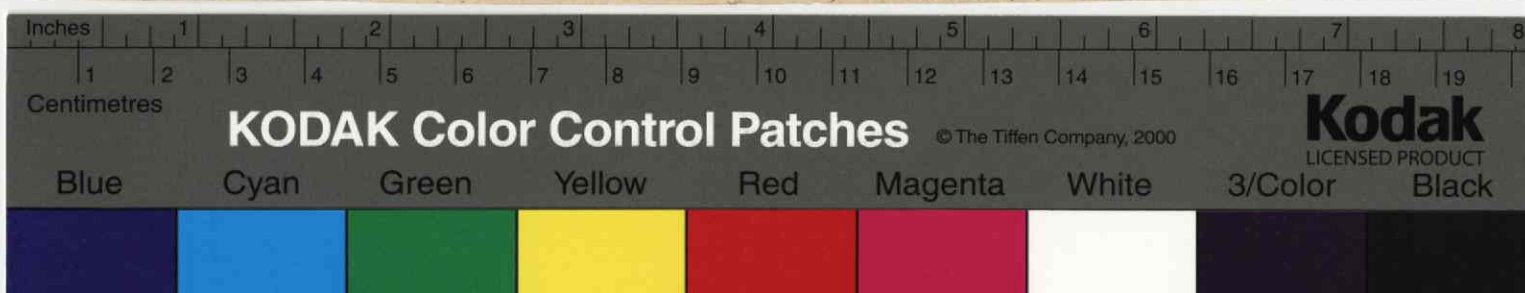 Inches 1 2 3 4 5 6 7 8
1 2 3 4 5 6 7 8 9 10 11 12 13 14 15 16 17 18 19
Centimetres
KODAK Color Control Patches © The Tiffen Company, 2000
Kodak
LICENSED PRODUCT
Blue Cyan Green Yellow Red Magenta White 3/Color Black